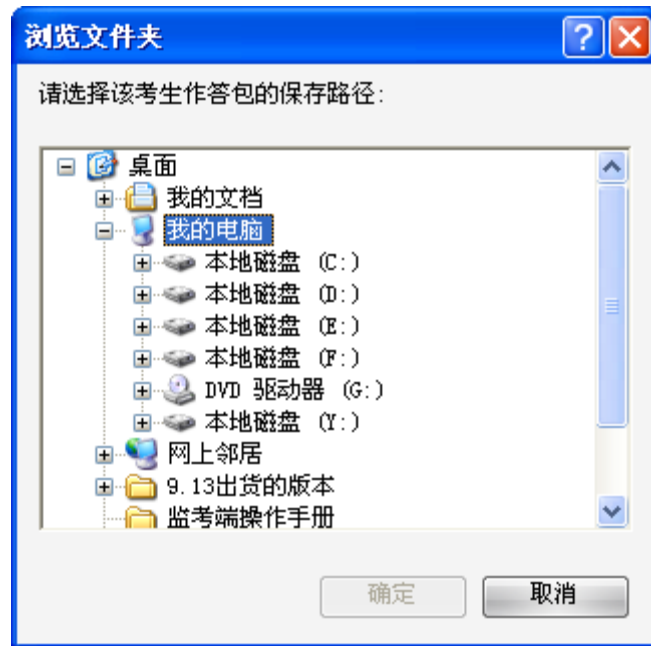 浏览文件夹
请选择该考生作答包的保存路径:
桌面
我的文档
我的电脑
本地磁盘 (C:)
本地磁盘 (D:)
本地磁盘 (E:)
本地磁盘 (F:)
DVD 驱动器 (G:)
本地磁盘 (Y:)
网上邻居
9.13出货的版本
监考端操作手册
确定 取消